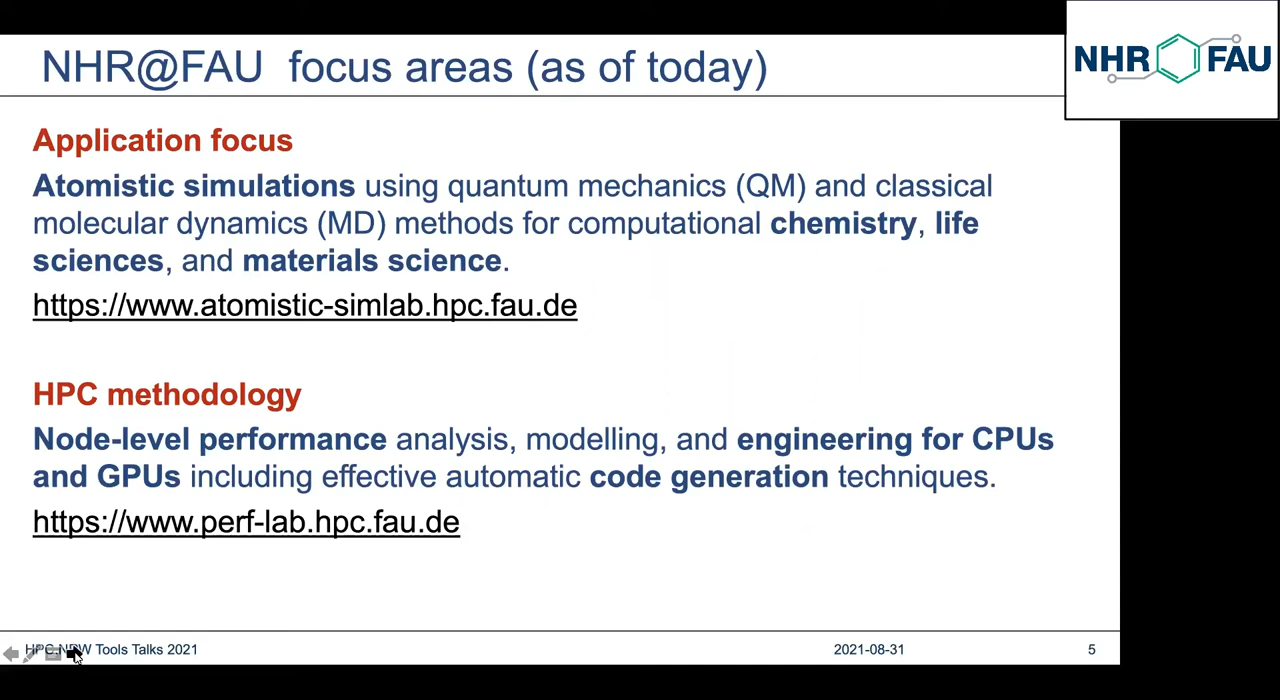 NHR@FAU focus areas (as of today)
NHR FAU
Application focus
Atomistic simulations using quantum mechanics (QM) and classical
molecular dynamics (MD) methods for computational chemistry, life
sciences, and materials science.
https://www.atomistic-simlab.hpc.fau.de
HPC methodology
Node-level performance analysis, modelling, and engineering for CPUs
and GPUs including effective automatic code generation techniques.
https://www.perf-lab.hpc.fau.de
HPC.NRW Tools Talks 2021
2021-08-31
5